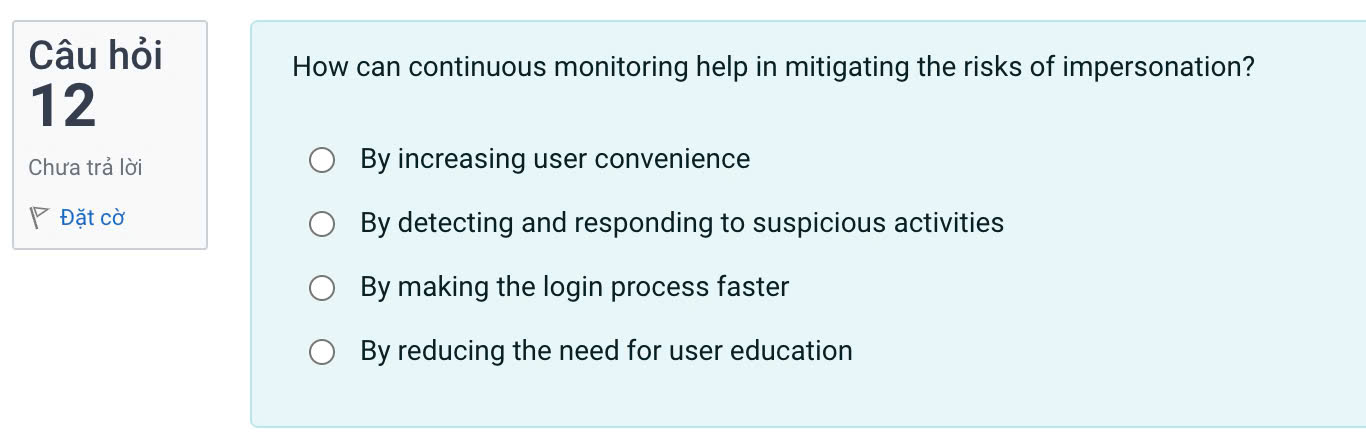 Câu hỏi
12
Chưa trả lời
Đặt cờ
How can continuous monitoring help in mitigating the risks of impersonation?
By increasing user convenience
By detecting and responding to suspicious activities
By making the login process faster
By reducing the need for user education